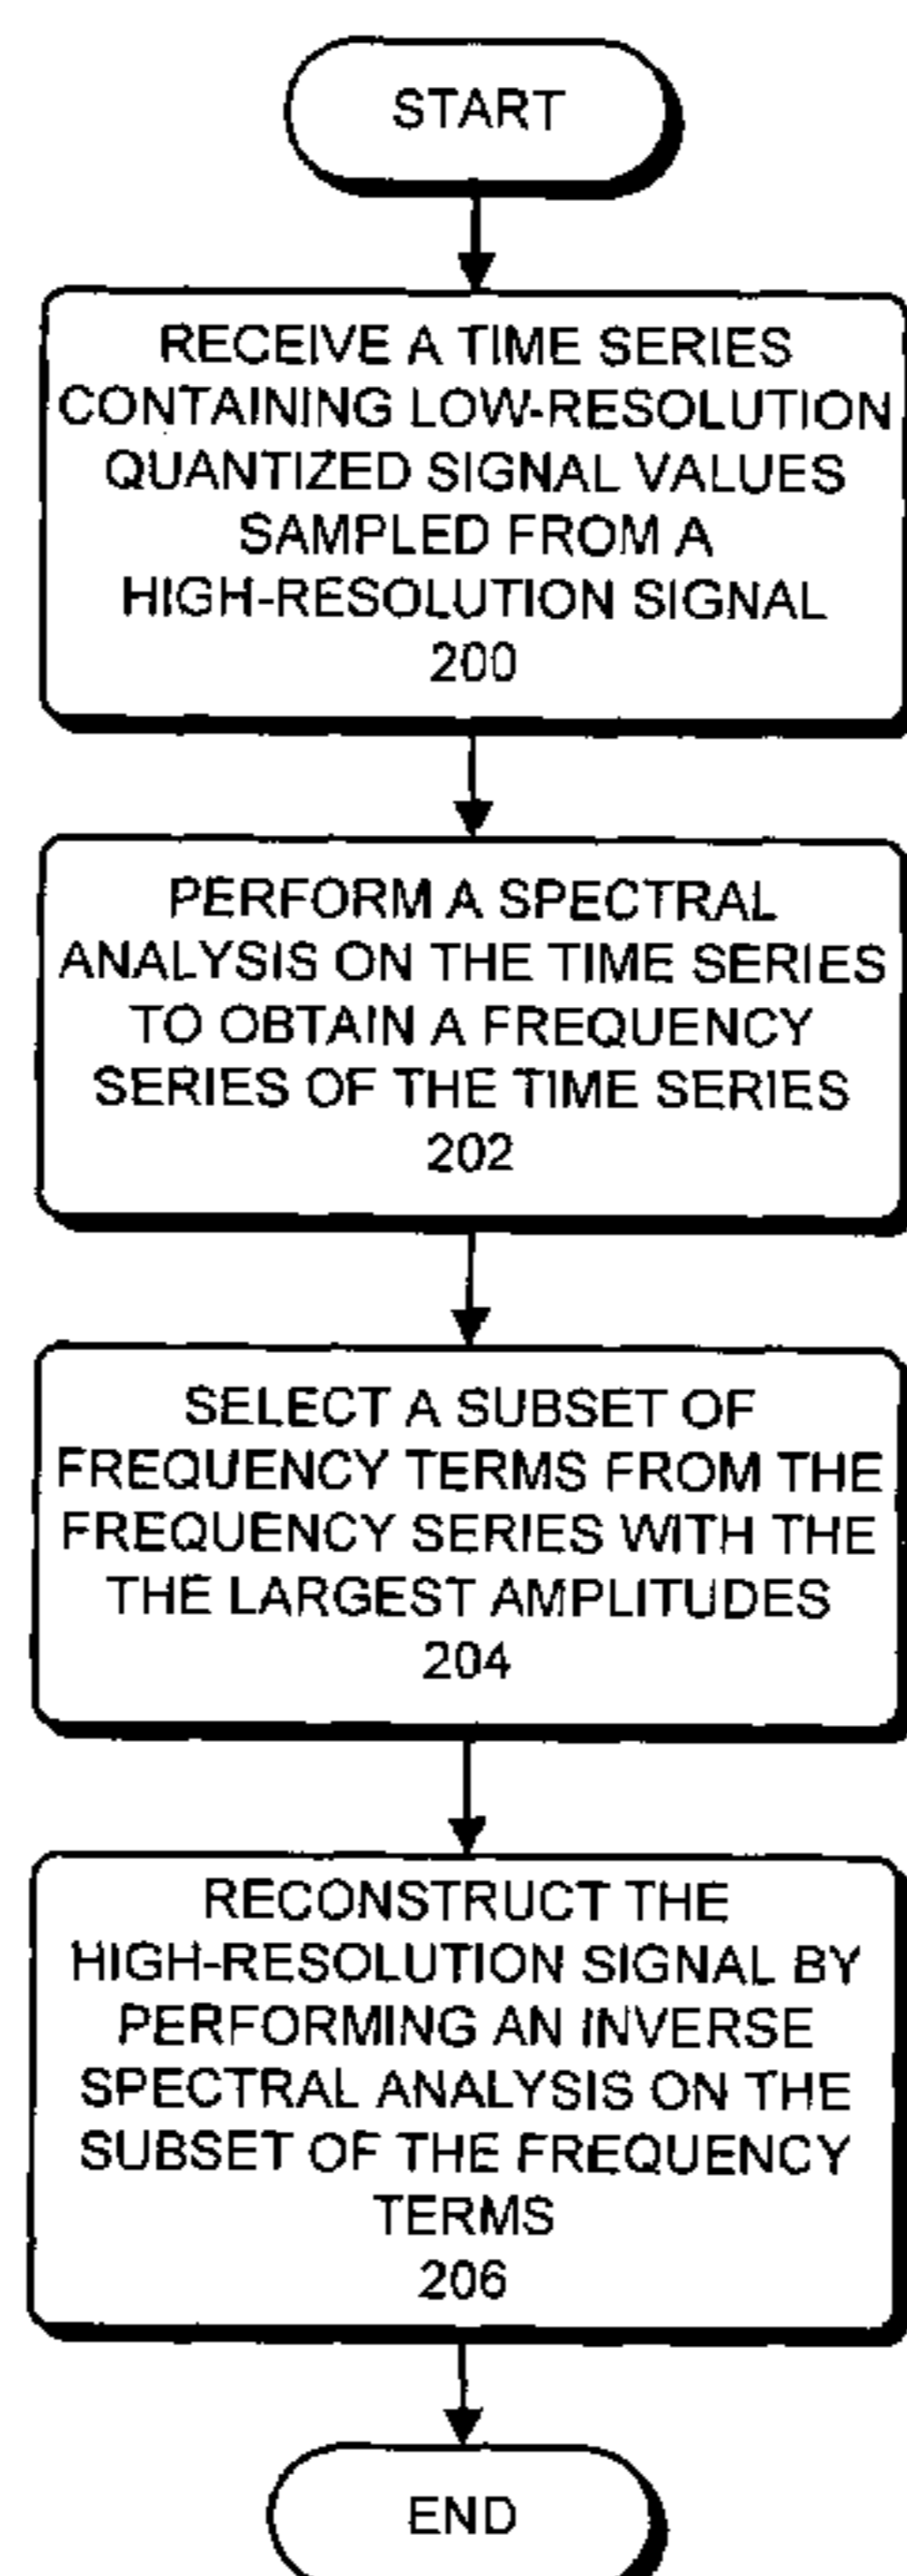 START
RECEIVE A TIME SERIES
CONTAINING LOW-RESOLUTION
QUANTIZED SIGNAL VALUES
SAMPLED FROM A
HIGH-RESOLUTION SIGNAL
200
PERFORM A SPECTRAL
ANALYSIS ON THE TIME SERIES
TO OBTAIN A FREQUENCY
SERIES OF THE TIME SERIES
202
SELECT A SUBSET OF
FREQUENCY TERMS FROM THE
FREQUENCY SERIES WITH THE
THE LARGEST AMPLITUDES
204
RECONSTRUCT THE
HIGH-RESOLUTION SIGNAL BY
PERFORMING AN INVERSE
SPECTRAL ANALYSIS ON THE
SUBSET OF THE FREQUENCY
TERMS
206
END